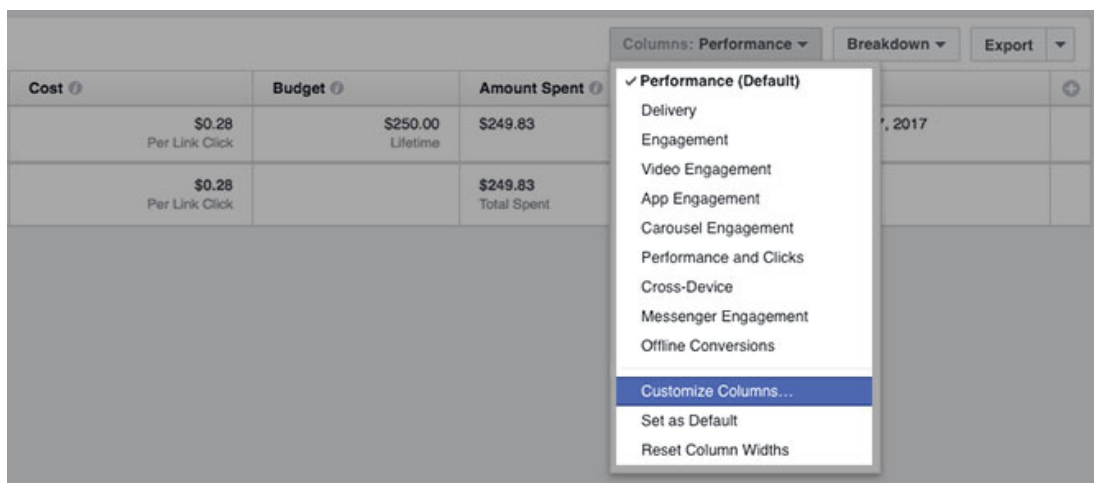 Columns: Performance
Breakdown
Export
Cost
Budget
Amount Spent
$0.28
Per Link Click
$250.00
Lifetime
$249.83
, 2017
$0.28
Per Link Click
$249.83
Total Spent
✓ Performance (Default)
Delivery
Engagement
Video Engagement
App Engagement
Carousel Engagement
Performance and Clicks
Cross-Device
Messenger Engagement
Offline Conversions
Customize Columns...
Set as Default
Reset Column Widths